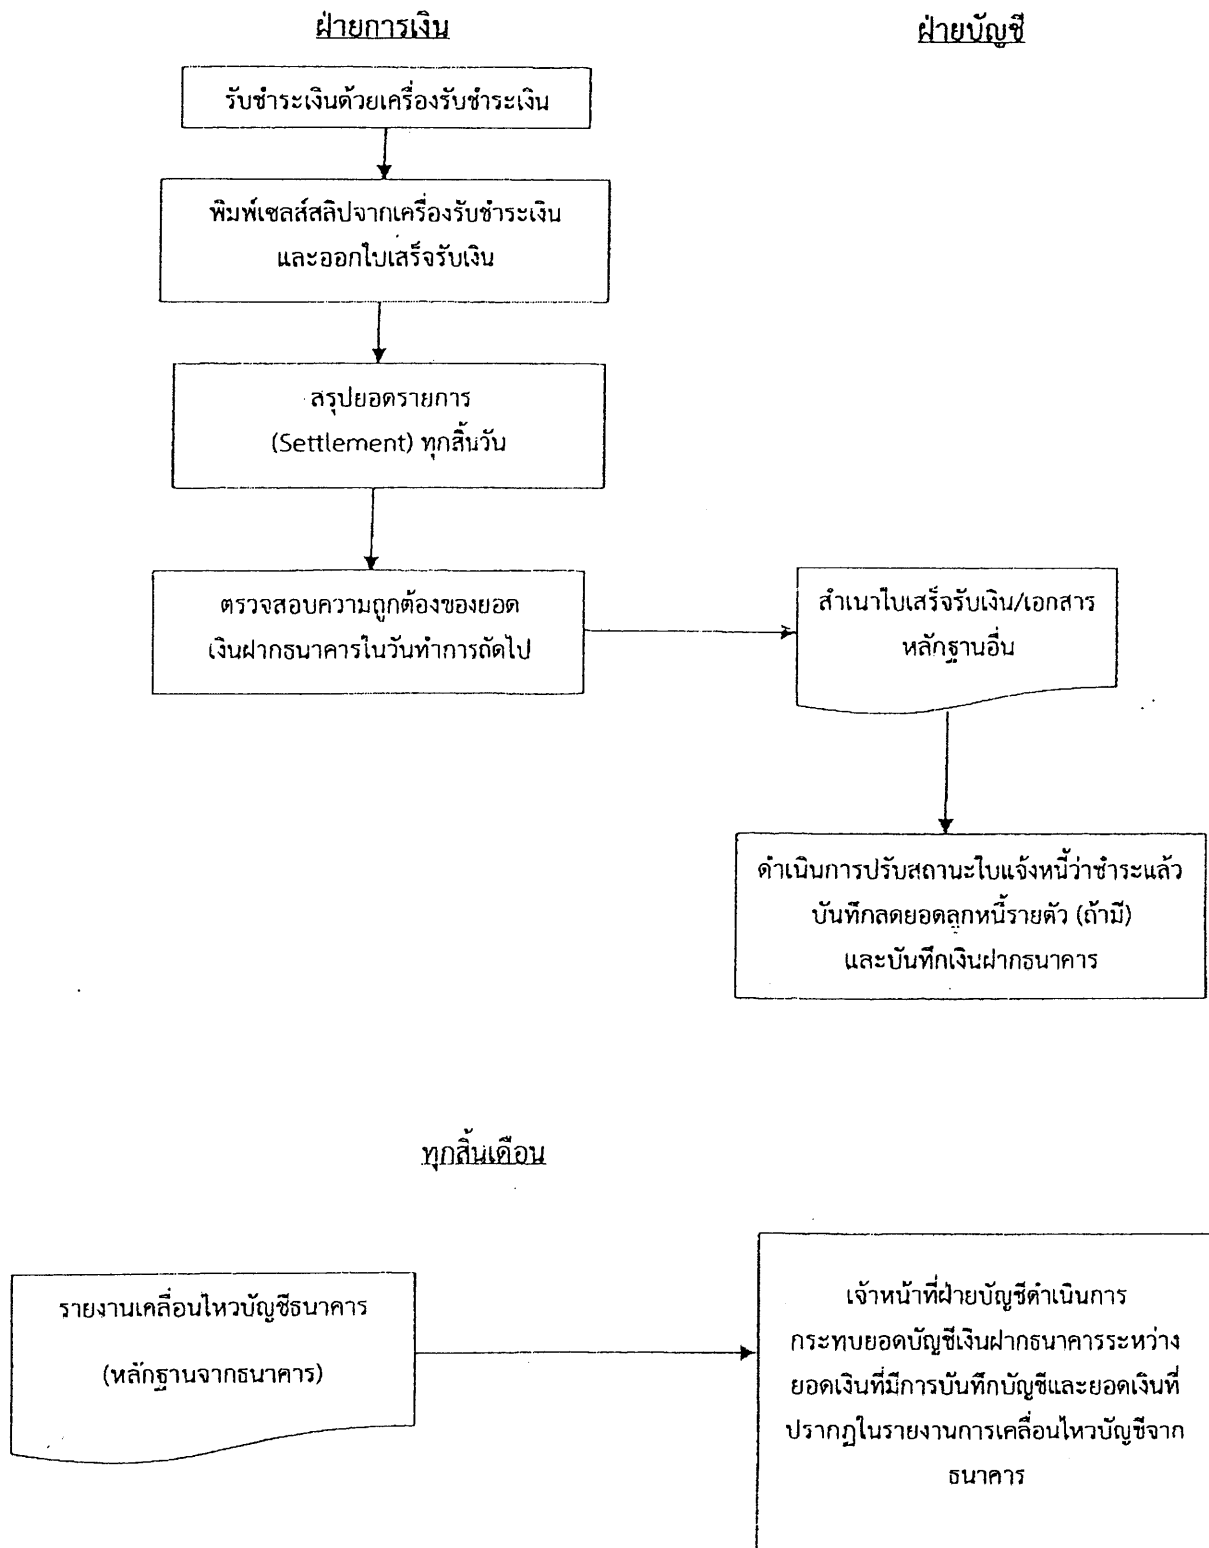 ฝ่ายการเงิน
ฝ่ายบัญชี
รับชำระเงินด้วยเครื่องรับชำระเงิน
พิมพ์เซลส์สลิปจากเครื่องรับชำระเงิน
และออกใบเสร็จรับเงิน
สรุปยอดรายการ
(Settlement) ทุกสิ้นวัน
ตรวจสอบความถูกต้องของยอด
เงินฝากธนาคารในวันทำการถัดไป
สำเนาใบเสร็จรับเงิน/เอกสาร
หลักฐานอื่น
ดำเนินการปรับสถานะใบแจ้งหนี้ว่าชำระแล้ว
บันทึกลดยอดลูกหนี้รายตัว (ถ้ามี)
และบันทึกเงินฝากธนาคาร
ทุกสิ้นเดือน
รายงานเคลื่อนไหวบัญชีธนาคาร
(หลักฐานจากธนาคาร)
เจ้าหน้าที่ฝ่ายบัญชีดำเนินการ
กระทบยอดบัญชีเงินฝากธนาคารระหว่าง
ยอดเงินที่มีการบันทึกบัญชีและยอดเงินที่
ปรากฏในรายงานการเคลื่อนไหวบัญชีจาก
ธนาคาร